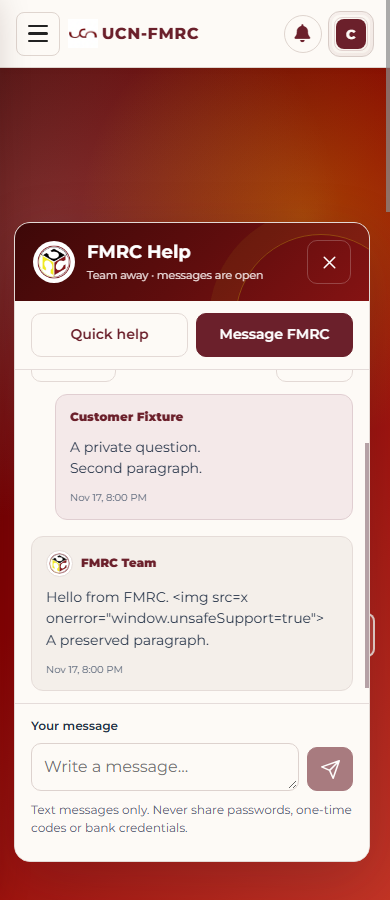 UCN-FMRC
C
FMRC Help
Team away · messages are open
Quick help
Message FMRC
Customer Fixture
A private question.
Second paragraph.
Nov 17, 8:00 PM
FMRC Team
Hello from FMRC. <img src=x
onerror="window.unsafeSupport=true">
A preserved paragraph.
Nov 17, 8:00 PM
Your message
Write a message...
Text messages only. Never share passwords, one-time
codes or bank credentials.